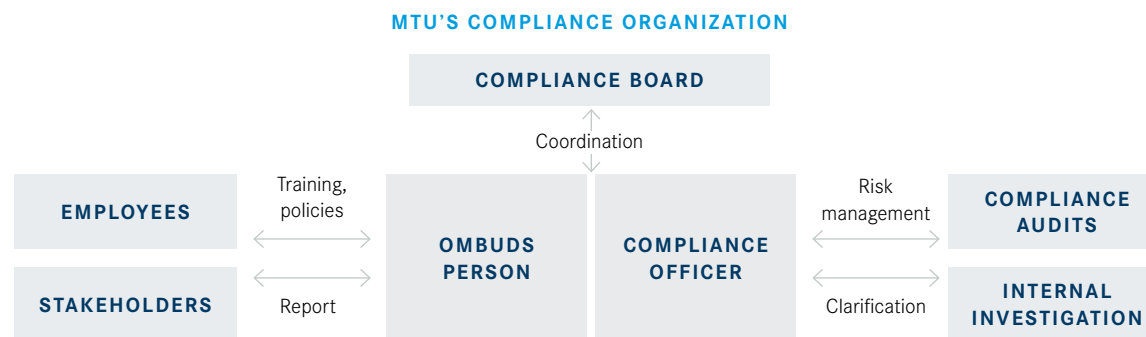 MTU'S COMPLIANCE ORGANIZATION
COMPLIANCE BOARD
Coordination
EMPLOYEES
Training,
policies
STAKEHOLDERS
Report
OMBUDS
PERSON
COMPLIANCE
OFFICER
Risk
management
COMPLIANCE
AUDITS
Clarification
INTERNAL
INVESTIGATION